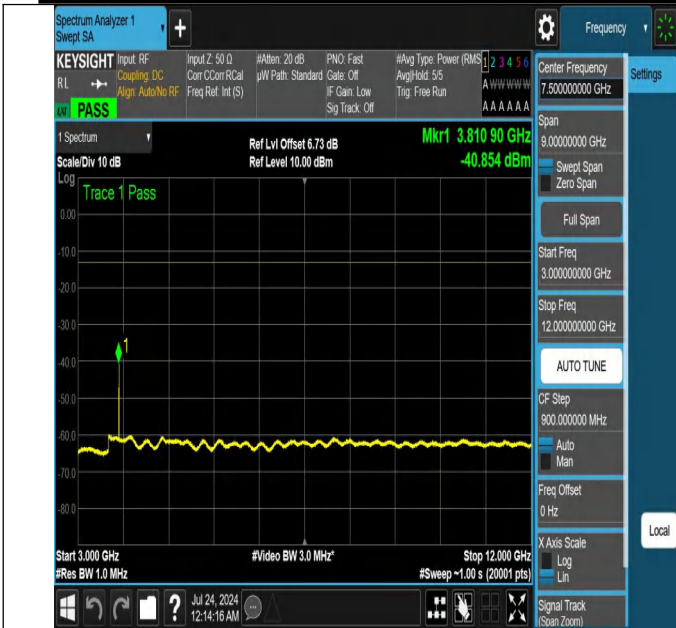 Spectrum Analyzer 1
Swept SA
+
Frequency
KEYSIGHT
RL
PASS
Input: RF
Coupling: DC
Align: Auto/No RF
Input Z: 50 Ω
Corr CCorr RCal
Freq Ref: Int (S)
#Atten: 20 dB
µW Path: Standard
PNO: Fast
Gate: Off
IF Gain: Low
Sig Track: Off
#Avg Type: Power (RMS
Avg|Hold: 5/5
Trig: Free Run
1 2 3 4 5 6
A W W W W W
A A A A A A
1 Spectrum
Scale/Div 10 dB
Ref Lvl Offset 6.73 dB
Ref Level 10.00 dBm
Mkr1 3.810 90 GHz
-40.854 dBm
Log
Trace 1 Pass
0.00
-10.0
-20.0
-30.0
-40.0
-50.0
-60.0
-70.0
-80.0
1
Start 3.000 GHz
#Res BW 1.0 MHz
#Video BW 3.0 MHz*
Stop 12.000 GHz
#Sweep ~1.00 s (20001 pts)
Center Frequency
7.500000000 GHz
Span
9.00000000 GHz
Swept Span
Zero Span
Full Span
Start Freq
3.000000000 GHz
Stop Freq
12.000000000 GHz
AUTO TUNE
CF Step
900.000000 MHz
Auto
Man
Freq Offset
0 Hz
X Axis Scale
Log
Lin
Signal Track
(Span Zoom)
Settings
Local
?
Jul 24, 2024
12:14:16 AM